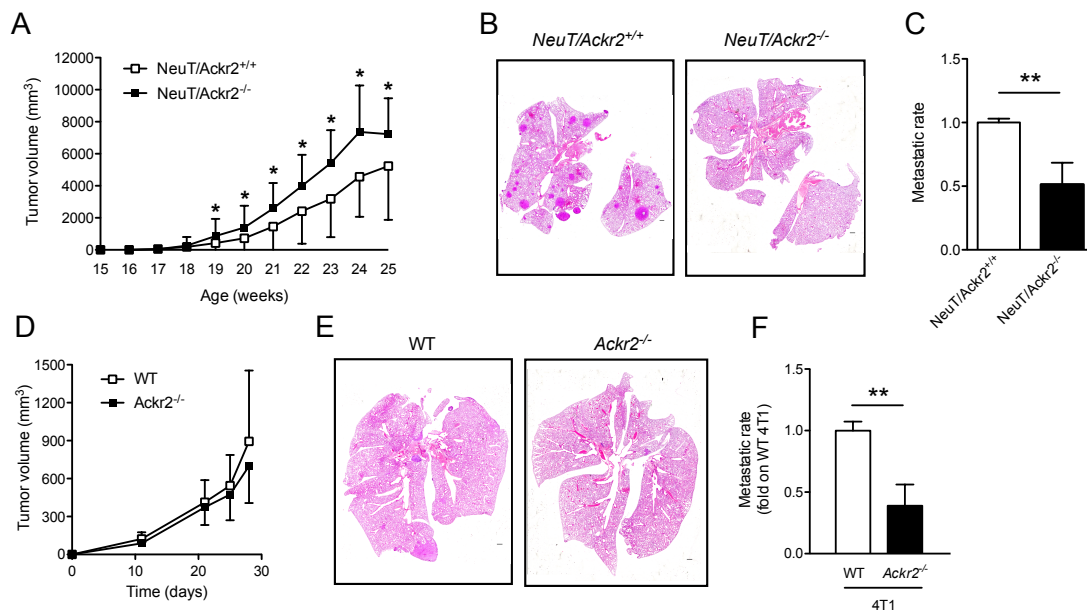 A
Tumor volume (mm³)
12000
10000
8000
6000
4000
2000
0
NeuT/Ackr2+/+
NeuT/Ackr2-/-
* * * * * * *
15 16 17 18 19 20 21 22 23 24 25
Age (weeks)
B
NeuT/Ackr2+/+
NeuT/Ackr2-/-
C
Metastatic rate
1.5
1.0
0.5
0.0
**
NeuT/Ackr2+/+
NeuT/Ackr2-/-
D
Tumor volume (mm³)
1500
1200
900
600
300
0
WT
Ackr2-/-
0 10 20 30
Time (days)
E
WT
Ackr2-/-
F
Metastatic rate
(fold on WT 4T1)
1.5
1.0
0.5
0.0
**
WT Ackr2-/-
4T1